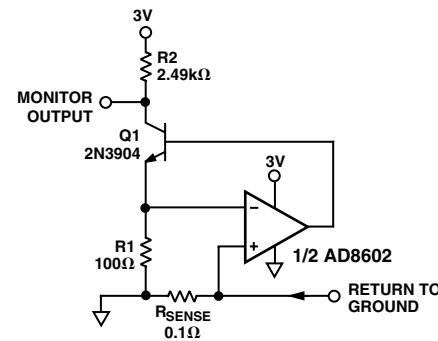 3V
R2
2.49kΩ
MONITOR
OUTPUT
Q1
2N3904
3V
−
+
1/2 AD8602
R1
100Ω
RSENSE
0.1Ω
RETURN TO
GROUND